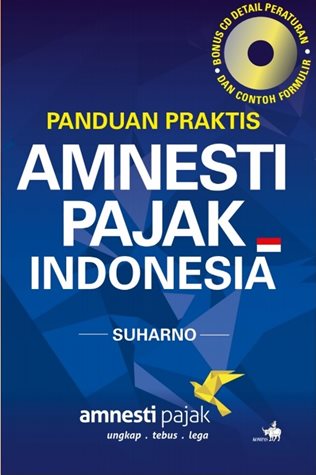 BONUS CD DETAIL PERATURAN
DAN CONTOH FORMULIR
PANDUAN PRAKTIS
AMNESTI
PAJAK
INDONESIA
SUHARNO
amnesti pajak
ungkap . tebus . lega